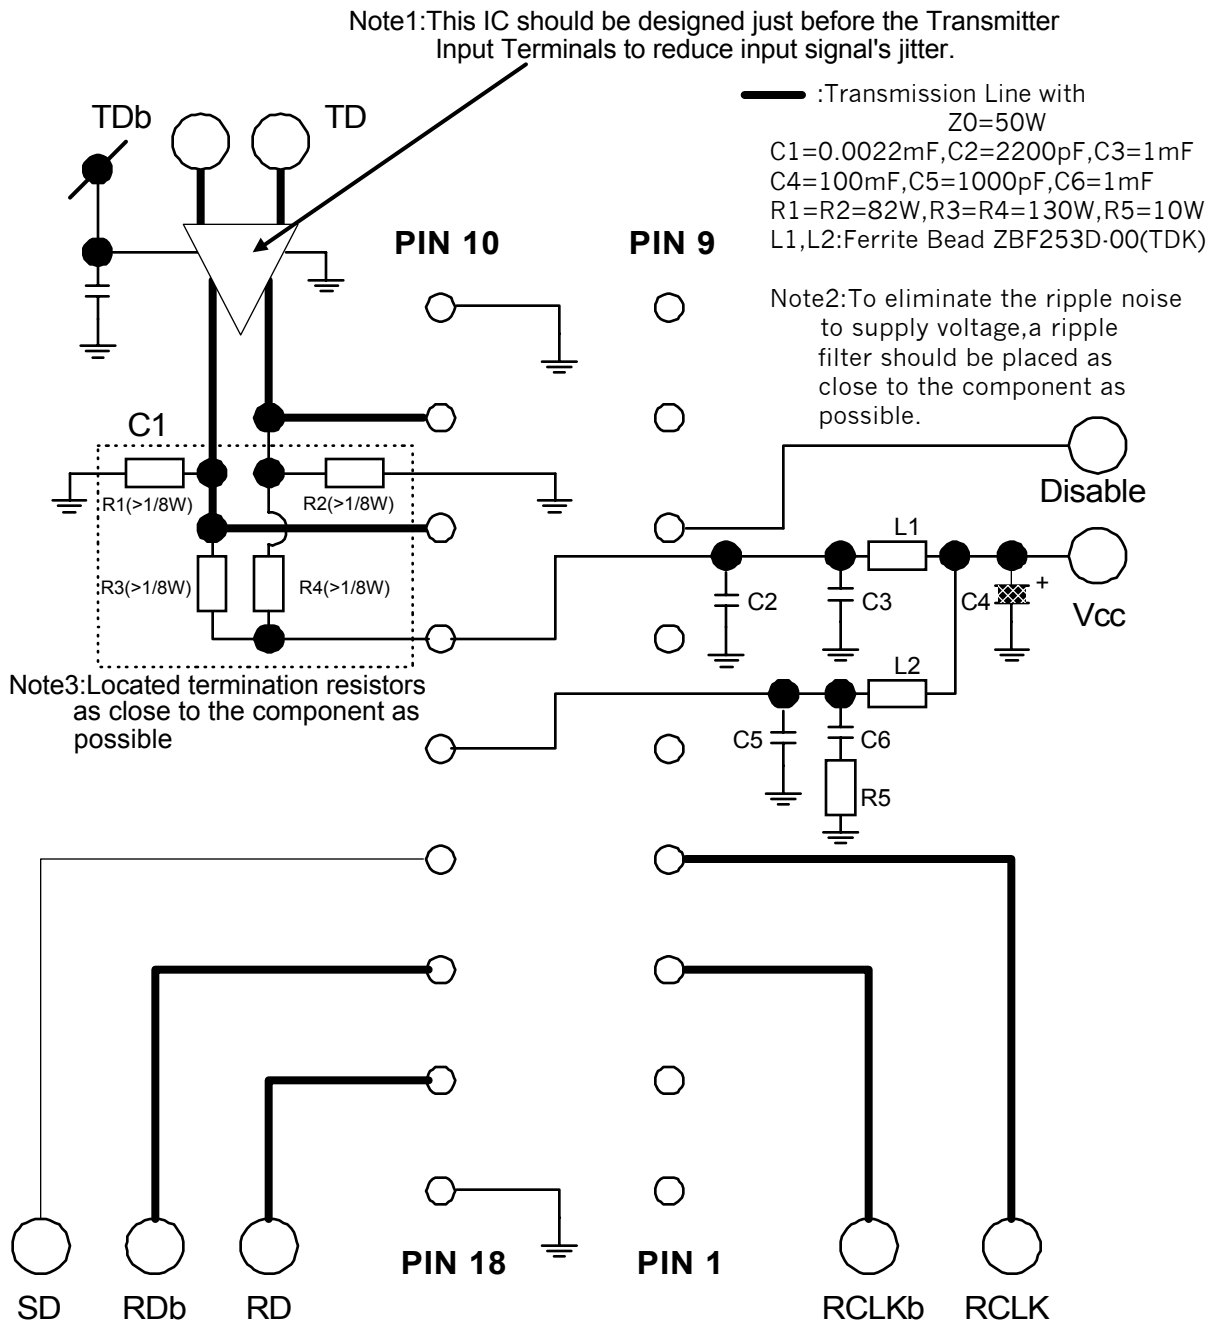 Note1:This IC should be designed just before the Transmitter
Input Terminals to reduce input signal's jitter.
:Transmission Line with
Z0=50W
C1=0.0022mF,C2=2200pF,C3=1mF
C4=100mF,C5=1000pF,C6=1mF
R1=R2=82W,R3=R4=130W,R5=10W
L1,L2:Ferrite Bead ZBF253D-00(TDK)
TDb
TD
PIN 10
PIN 9
Note2:To eliminate the ripple noise
to supply voltage,a ripple
filter should be placed as
close to the component as
possible.
C1
R1(>1/8W)
R2(>1/8W)
R3(>1/8W)
R4(>1/8W)
Disable
L1
C2
C3
C4
+
Vcc
L2
Note3:Located termination resistors
as close to the component as
possible
C5
C6
R5
PIN 18
PIN 1
SD
RDb
RD
RCLKb
RCLK